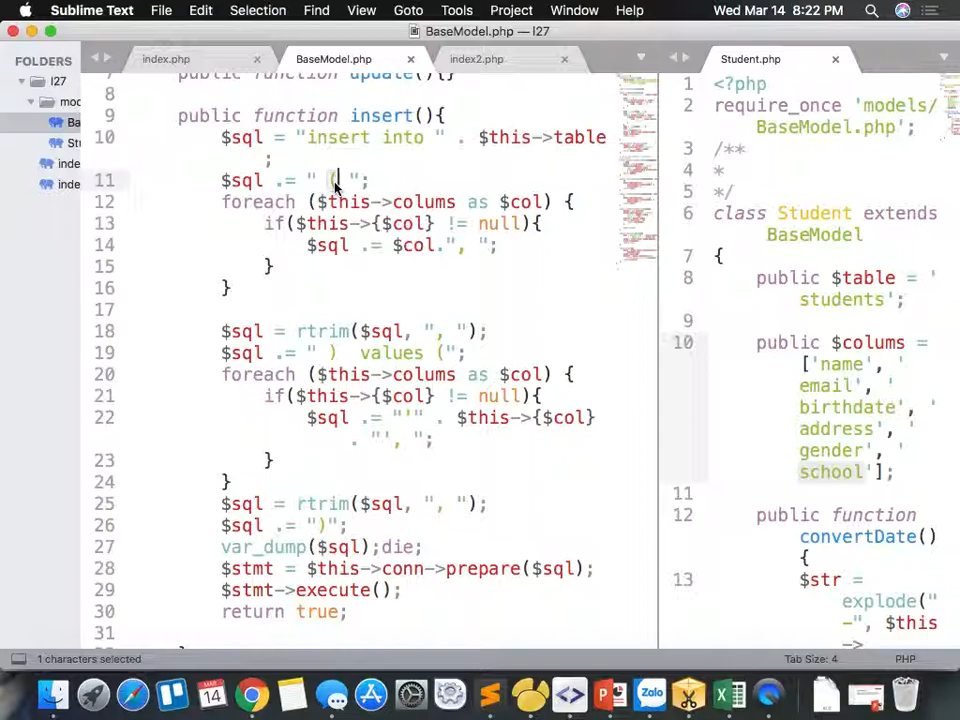 Sublime Text File Edit Selection Find Goto Tools Project Window Help Wed Mar 14 8:22 PM
BaseModel.php — l27
FOLDERS
l27
mod
Ba
Stu
inde
inde
index.php
BaseModel.php
index2.php
8
9 public function insert(){
10 $sql = "insert into " . $this->table
;
11 $sql .= " ( ";
12 foreach ($this->colums as $col) {
13 if($this->{$col} != null){
14 $sql .= $col.", ";
15 }
16 }
17
18 $sql = rtrim($sql, ", ");
19 $sql .= " )  values (";
20 foreach ($this->colums as $col) {
21 if($this->{$col} != null){
22 $sql .= "'" . $this->{$col}
. "', ";
23 }
24 }
25 $sql = rtrim($sql, ", ");
26 $sql .= ")";
27 var_dump($sql);die;
28 $stmt = $this->conn->prepare($sql);
29 $stmt->execute();
30 return true;
31
Student.php
1 <?php
2 require_once 'models/
BaseModel.php';
3 /**
4 *
5 */
6 class Student extends
BaseModel
7 {
8 public $table = '
students';
9
10 public $colums =
['name', '
email', '
birthdate', '
address', '
gender', '
school'];
11
12 public function
convertDate()
{
13 $str =
explode("
-", $this
->
1 characters selected
Tab Size: 4
PHP
14
Zalo